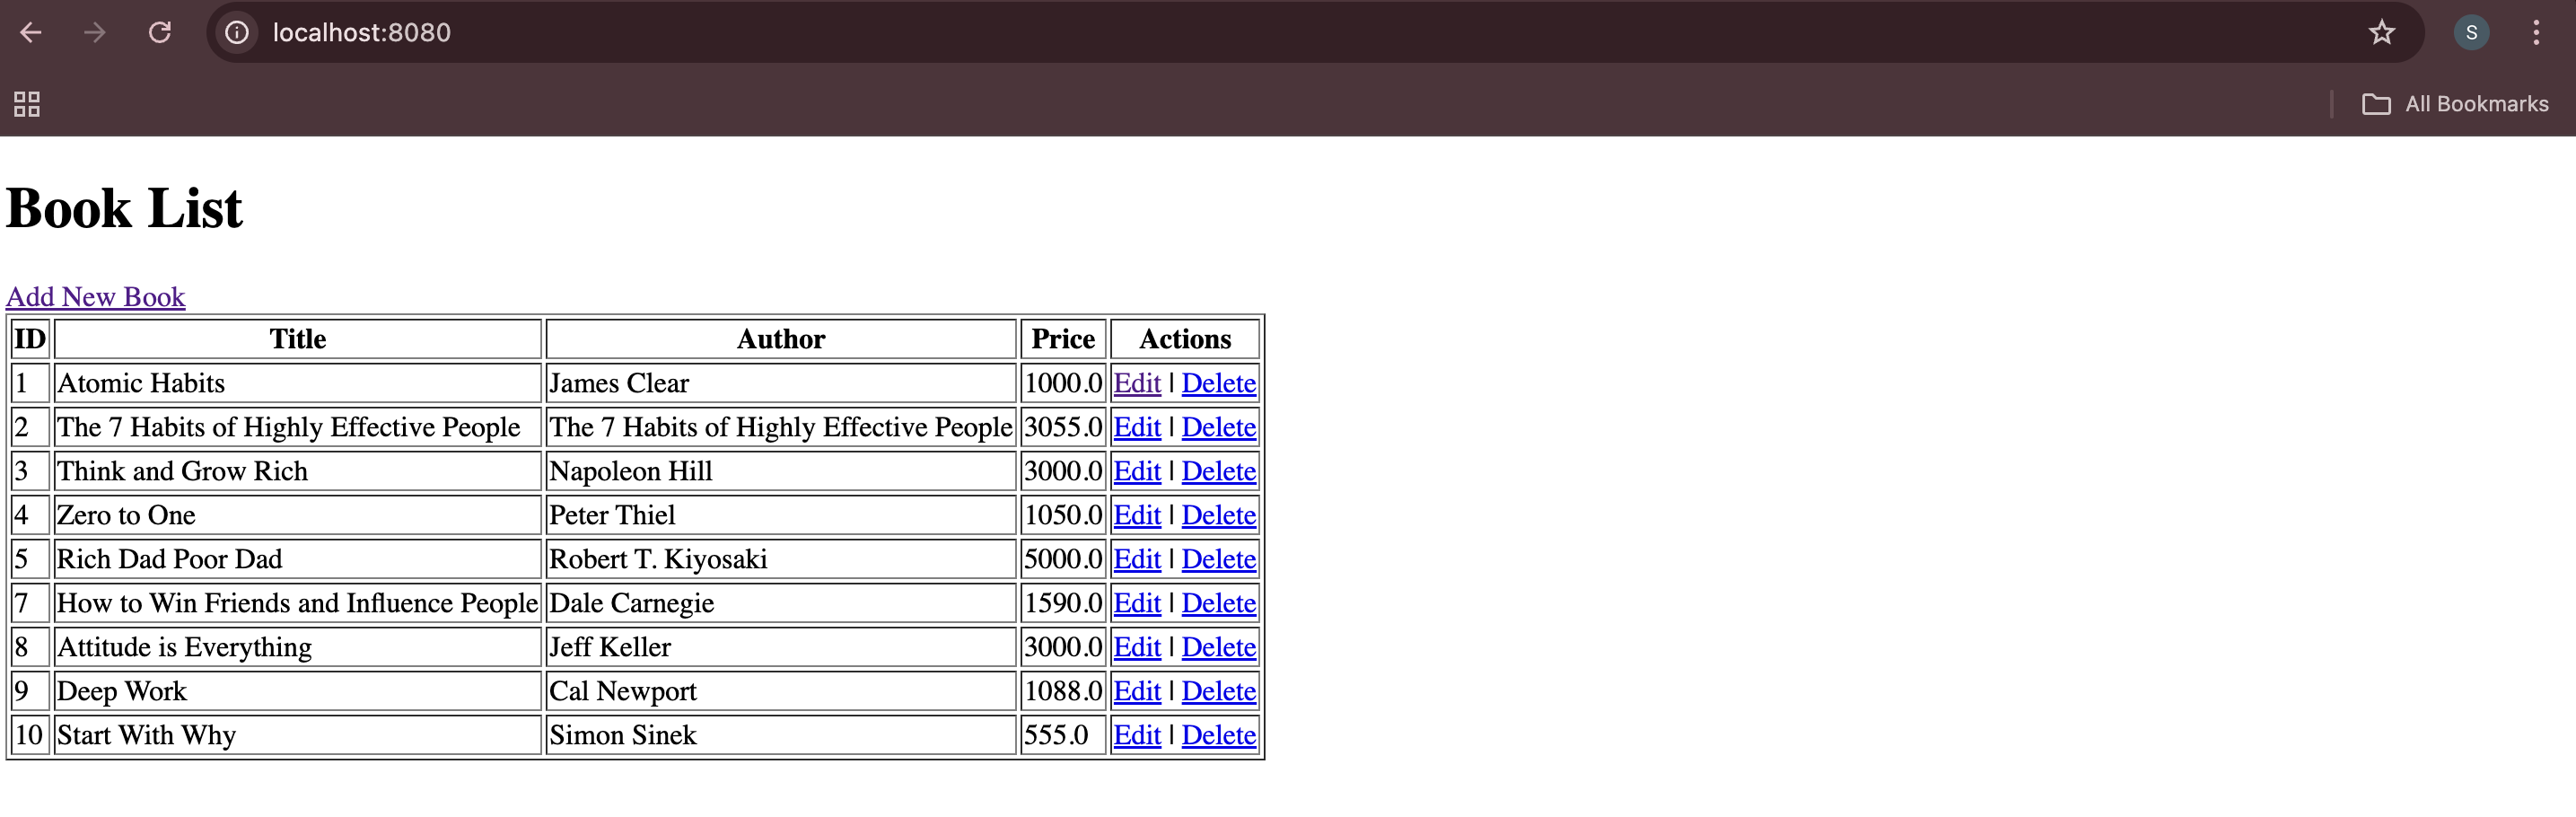 localhost:8080
S
All Bookmarks
Book List
Add New Book
ID Title Author Price Actions
1 Atomic Habits James Clear 1000.0 Edit | Delete
2 The 7 Habits of Highly Effective People The 7 Habits of Highly Effective People 3055.0 Edit | Delete
3 Think and Grow Rich Napoleon Hill 3000.0 Edit | Delete
4 Zero to One Peter Thiel 1050.0 Edit | Delete
5 Rich Dad Poor Dad Robert T. Kiyosaki 5000.0 Edit | Delete
7 How to Win Friends and Influence People Dale Carnegie 1590.0 Edit | Delete
8 Attitude is Everything Jeff Keller 3000.0 Edit | Delete
9 Deep Work Cal Newport 1088.0 Edit | Delete
10 Start With Why Simon Sinek 555.0 Edit | Delete